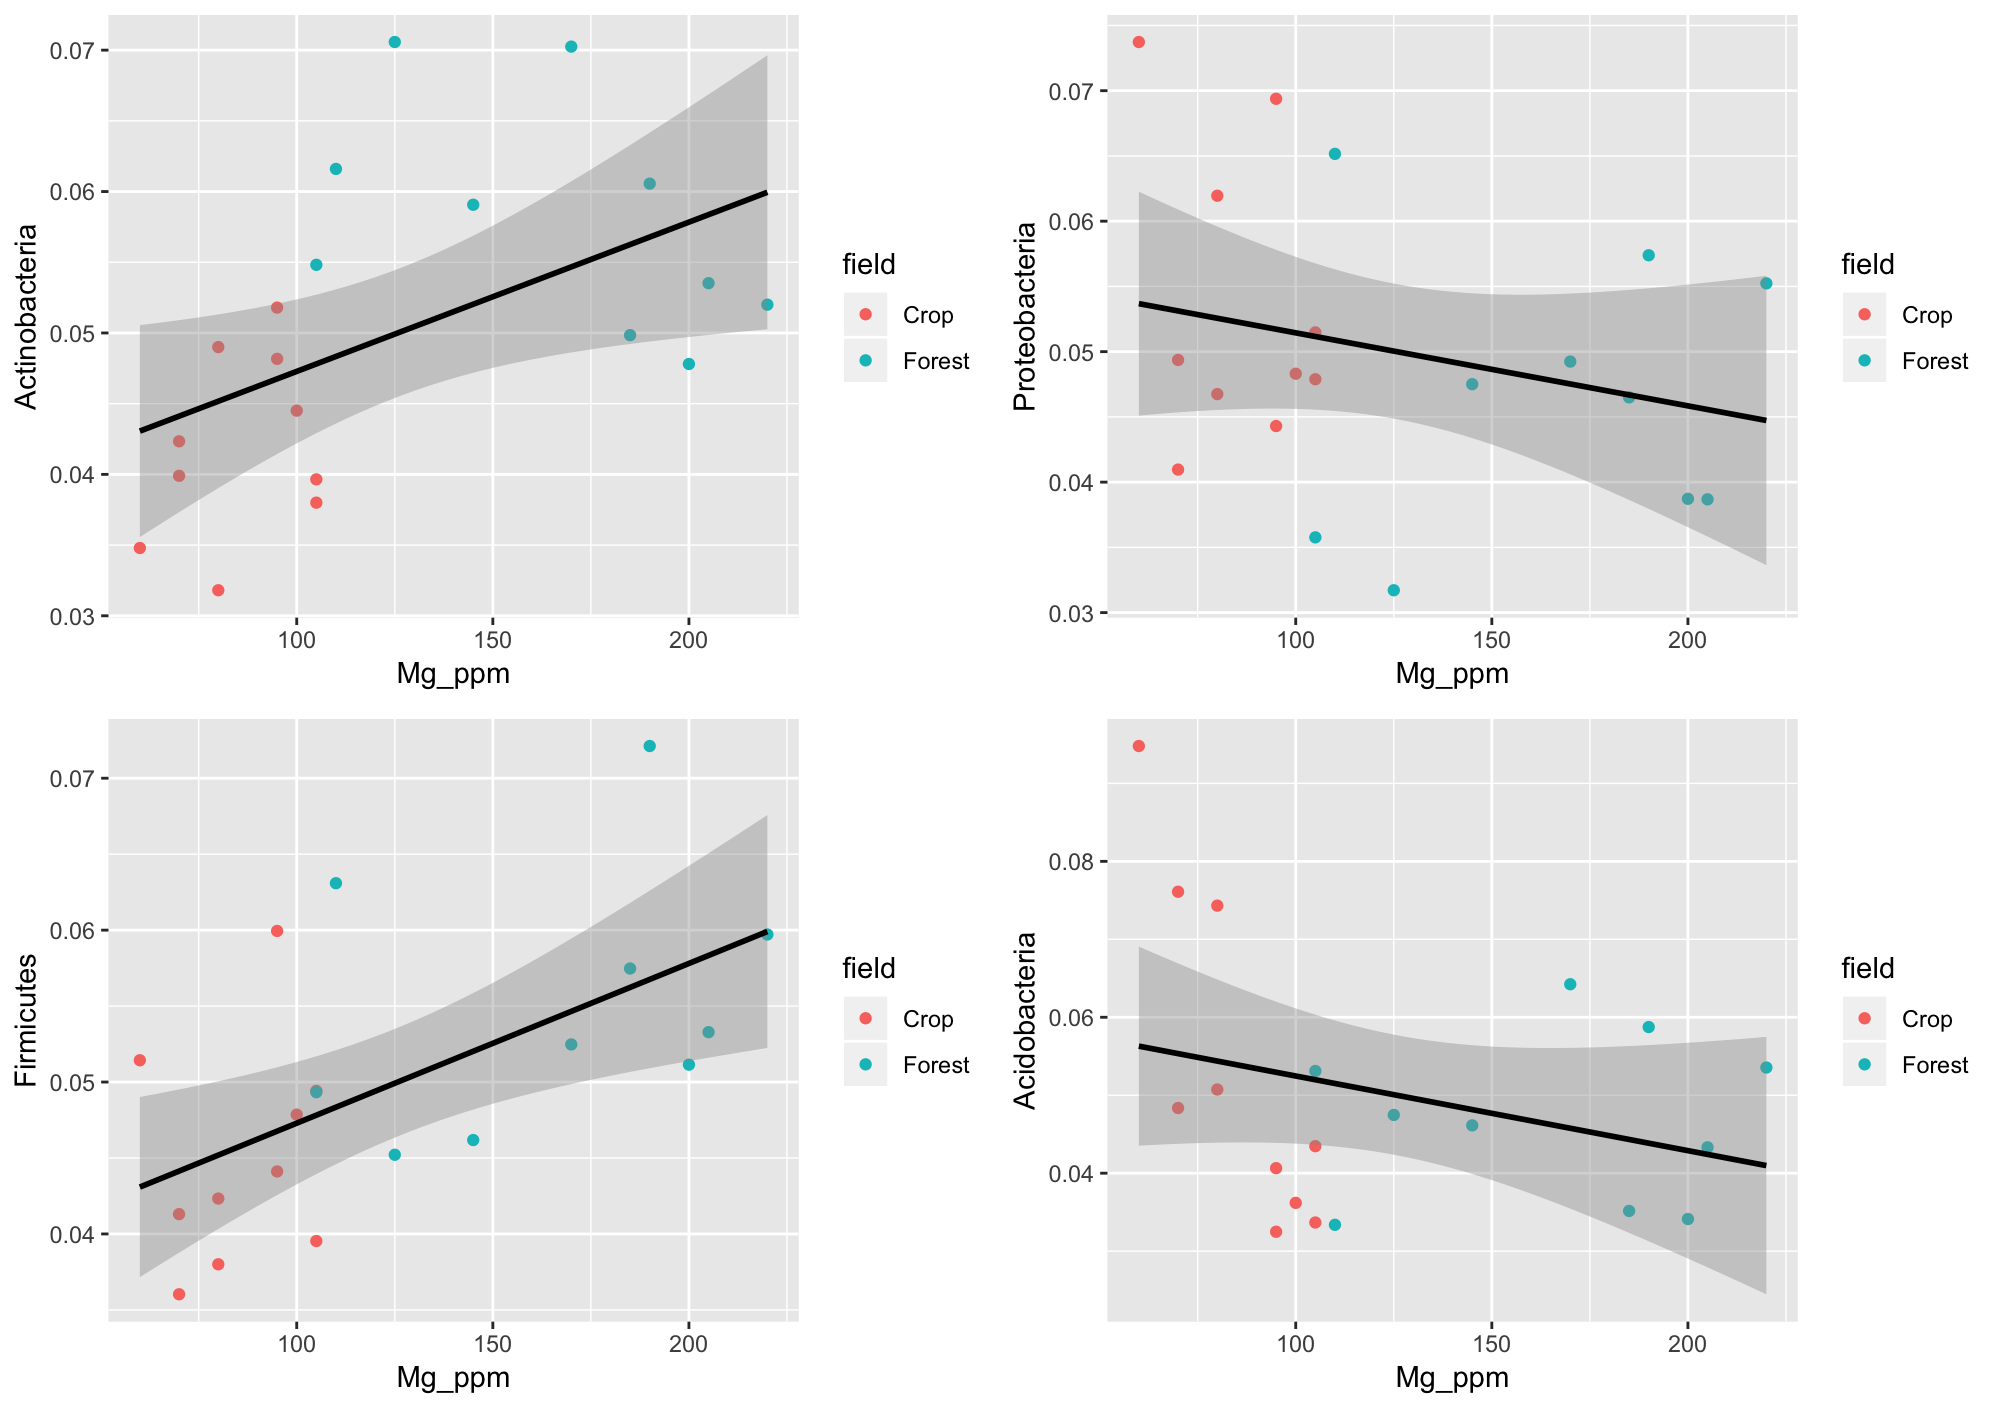 0.07
0.06
0.05
0.04
0.03
Actinobacteria
100 150 200
Mg_ppm
field
Crop
Forest
0.07
0.06
0.05
0.04
0.03
Proteobacteria
100 150 200
Mg_ppm
field
Crop
Forest
0.07
0.06
0.05
0.04
Firmicutes
100 150 200
Mg_ppm
field
Crop
Forest
0.08
0.06
0.04
Acidobacteria
100 150 200
Mg_ppm
field
Crop
Forest